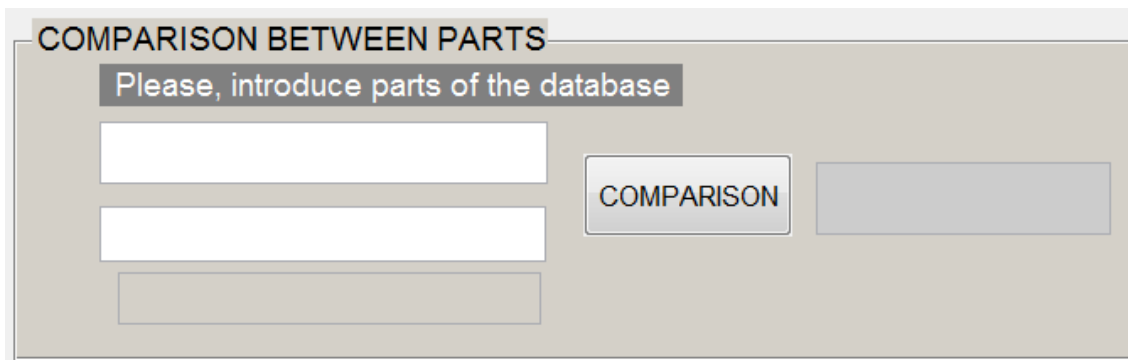 COMPARISON BETWEEN PARTS
Please, introduce parts of the database
COMPARISON